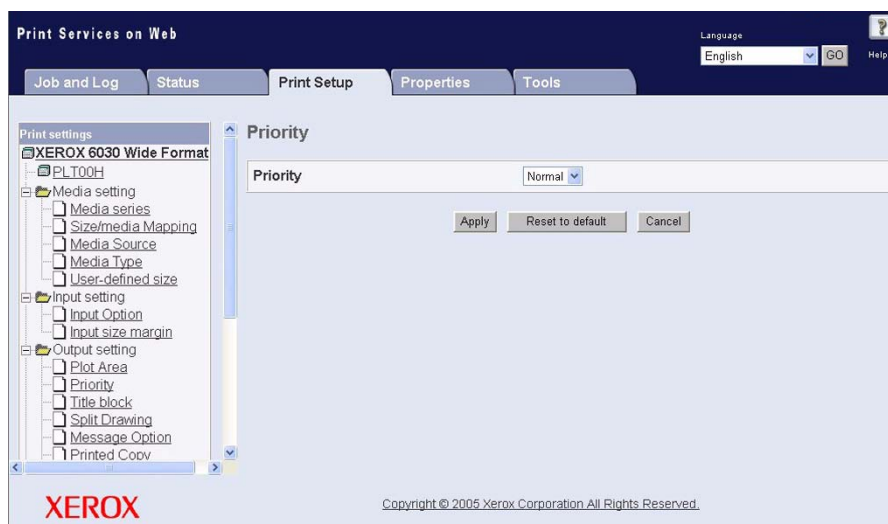 Print Services on Web
Language
English
GO
Help
Job and Log
Status
Print Setup
Properties
Tools
Print settings
XEROX 6030 Wide Format
PLT00H
Media setting
Media series
Size/media Mapping
Media Source
Media Type
User-defined size
Input setting
Input Option
Input size margin
Output setting
Plot Area
Priority
Title block
Split Drawing
Message Option
Printed Copy
Priority
Priority
Normal
Apply
Reset to default
Cancel
XEROX
Copyright © 2005 Xerox Corporation All Rights Reserved.